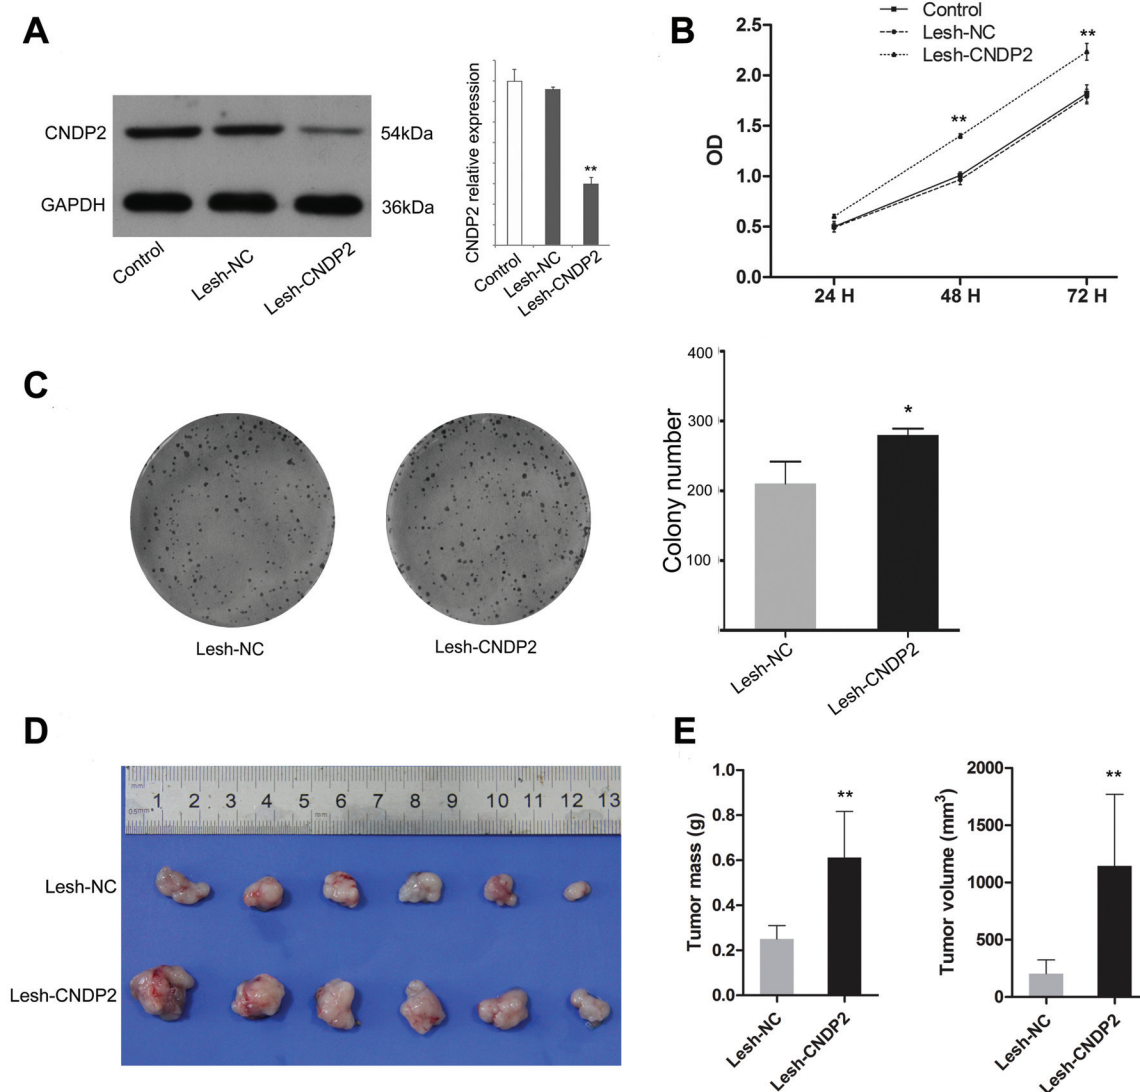 A
CNDP2
54kDa
GAPDH
36kDa
Control
Lesh-NC
Lesh-CNDP2
CNDP2 relative expression
**
Control
Lesh-NC
Lesh-CNDP2
B
Control
Lesh-NC
Lesh-CNDP2
OD
2.5
2.0
1.5
1.0
0.5
0.0
**
**
24 H
48 H
72 H
C
Lesh-NC
Lesh-CNDP2
Colony number
400
300
200
100
*
Lesh-NC
Lesh-CNDP2
D
mm
1 2 3 4 5 6 7 8 9 10 11 12 13
0.5mm
mm
mm
Lesh-NC
Lesh-CNDP2
E
Tumor mass (g)
1.0
0.8
0.6
0.4
0.2
0.0
**
Lesh-NC
Lesh-CNDP2
Tumor volume (mm³)
2000
1500
1000
500
0
**
Lesh-NC
Lesh-CNDP2